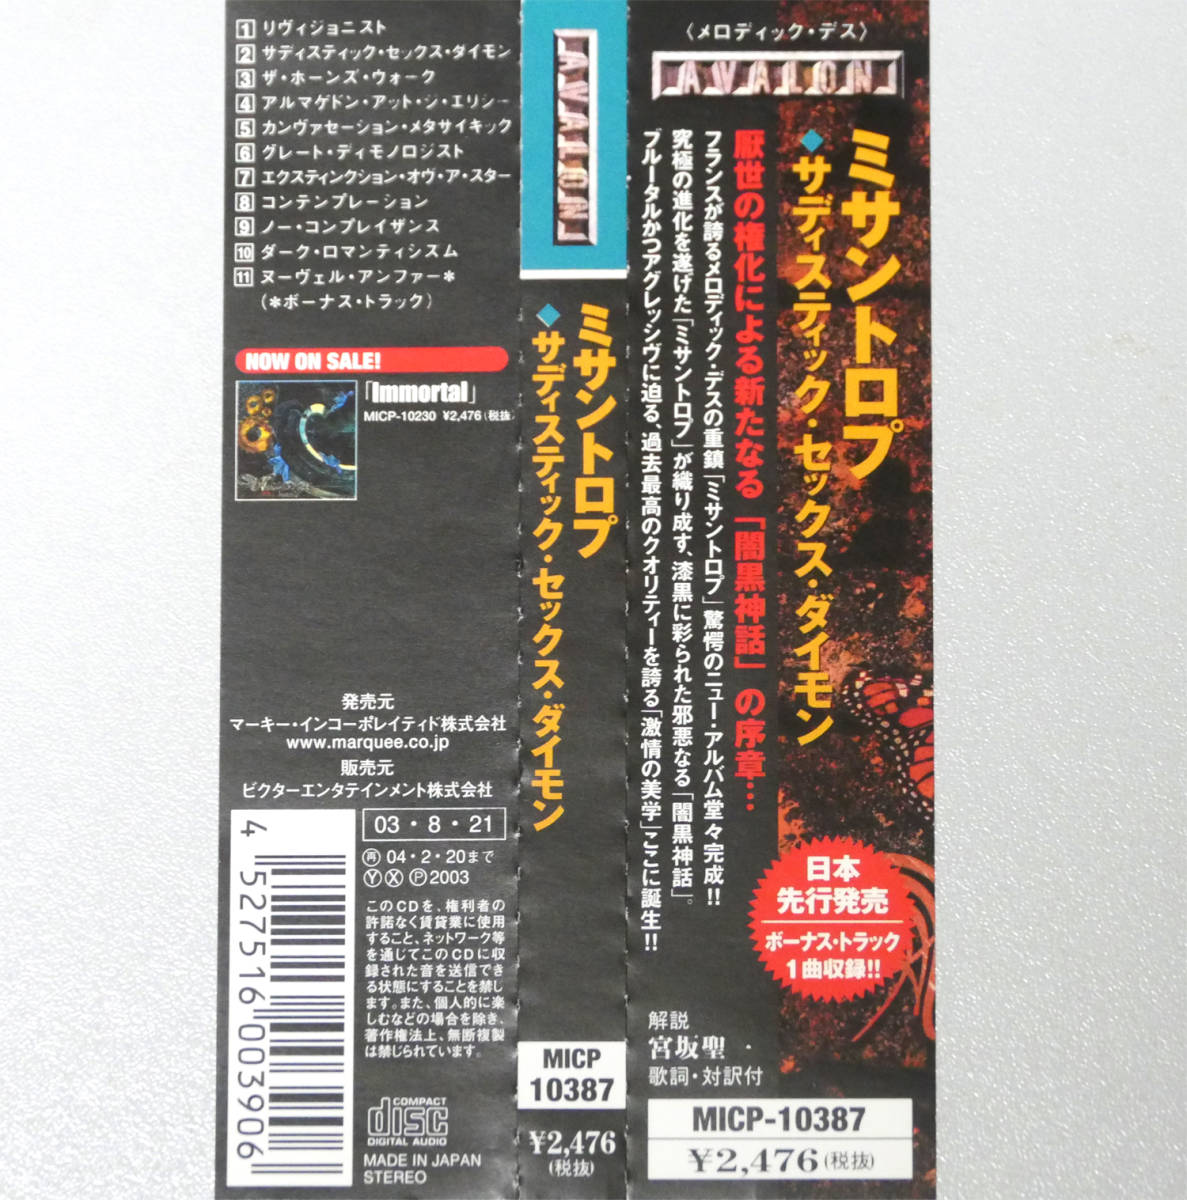 1 リヴィジョニスト
2 サディスティック・セックス・ダイモン
3 ザ・ホーンズ・ウォーク
4 アルマゲドン・アット・ジ・エリシー
5 カンヴァセーション・メタサイキック
6 グレート・ディモノロジスト
7 エクスティンクション・オヴ・ア・スター
8 コンテンプレーション
9 ノー・コンプレイザンス
10 ダーク・ロマンティシズム
11 ヌーヴェル・アンファー＊
(＊ボーナス・トラック)
NOW ON SALE!
「Immortal」
MICP-10230 ¥2,476(税抜
発売元
マーキー・インコーポレイティド株式会社
www.marquee.co.jp
販売元
ビクターエンタテインメント株式会社
4 527516 003906
03・8・21
再 04・2・20まで
Ⓨ Ⓧ Ⓟ2003
このCDを、権利者の
許諾なく賃貸業に使用
すること、ネットワーク等
を通じてこのCDに収
録された音を送信でき
る状態にすることを禁じ
ます。また、個人的に楽
しむなどの場合を除き、
著作権法上、無断複製
は禁じられています。
COMPACT
disc
DIGITAL AUDIO
MADE IN JAPAN
STEREO
AVALON
ミサントロプ
◆サディスティック・セックス・ダイモン
MICP
10387
¥2,476
(税抜)
〈メロディック・デス〉
AVALON
ミサントロプ
◆サディスティック・セックス・ダイモン
厭世の権化による新たなる「闇黒神話」の序章…
フランスが誇るメロディック・デスの重鎮「ミサントロプ」驚愕のニュー・アルバム堂々完成!!
究極の進化を遂げた「ミサントロプ」が織り成す、漆黒に彩られた邪悪なる「闇黒神話」。
ブルータルかつアグレッシヴに迫る、過去最高のクオリティーを誇る「激情の美学」ここに誕生!!
日本
先行発売
ボーナス・トラック
1曲収録!!
解説
宮坂聖一
歌詞・対訳付
MICP-10387
¥2,476(税抜)